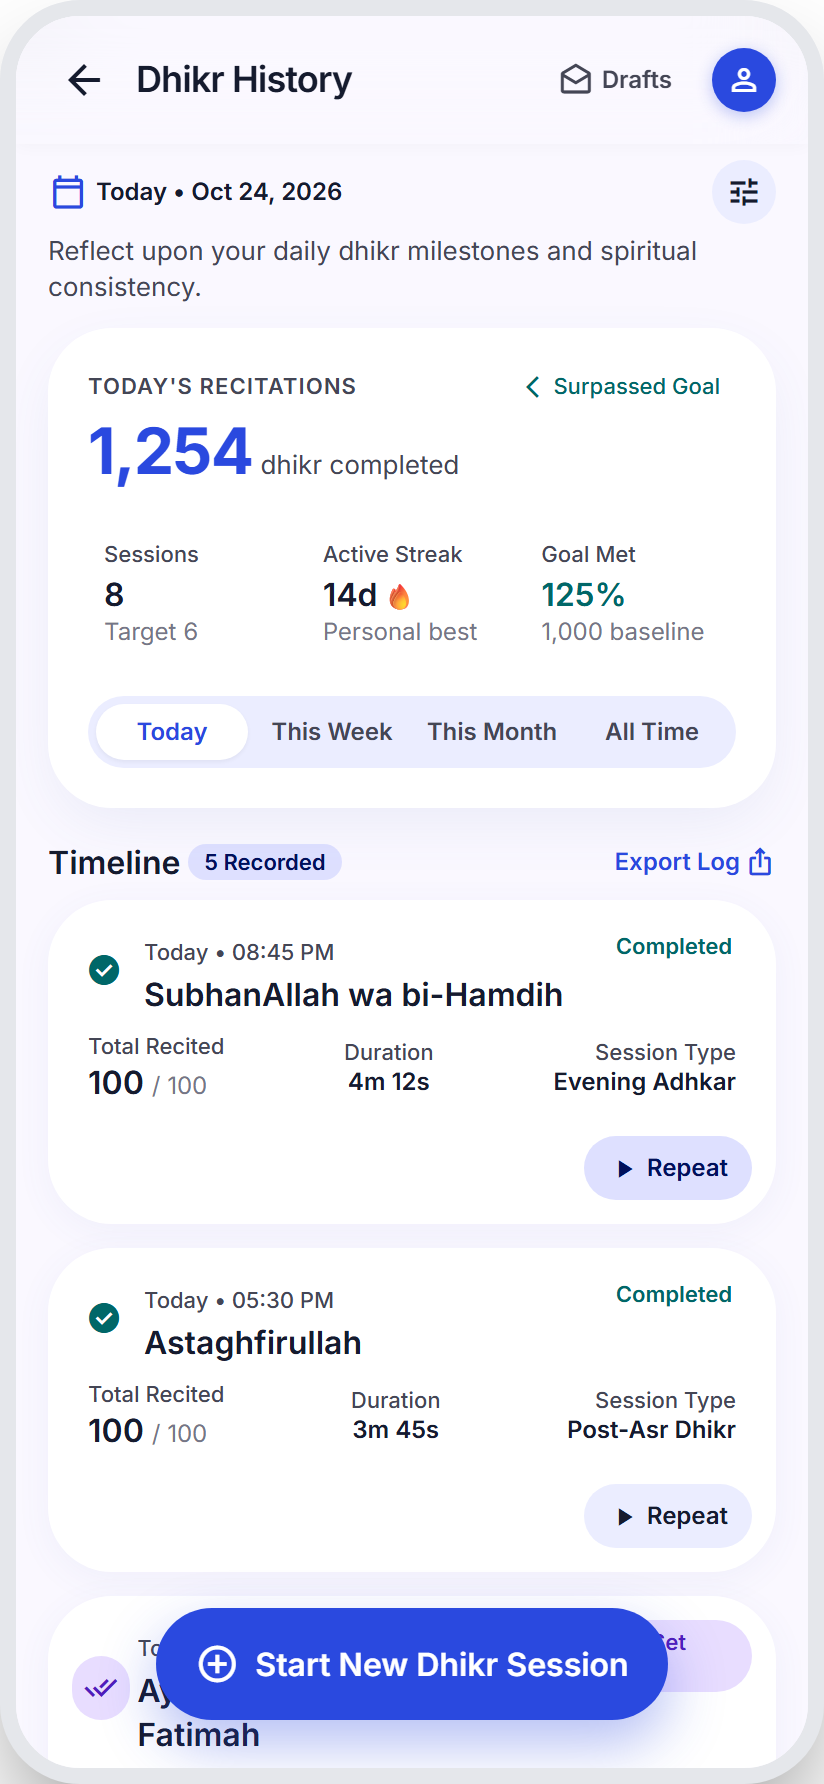 Dhikr History
Drafts
Today • Oct 24, 2026
Reflect upon your daily dhikr milestones and spiritual
consistency.
TODAY'S RECITATIONS
Surpassed Goal
1,254 dhikr completed
Sessions
8
Target 6
Active Streak
14d 🔥
Personal best
Goal Met
125%
1,000 baseline
Today
This Week
This Month
All Time
Timeline
5 Recorded
Export Log
Today • 08:45 PM
Completed
SubhanAllah wa bi-Hamdih
Total Recited
100 / 100
Duration
4m 12s
Session Type
Evening Adhkar
Repeat
Today • 05:30 PM
Completed
Astaghfirullah
Total Recited
100 / 100
Duration
3m 45s
Session Type
Post-Asr Dhikr
Repeat
Fatimah
Start New Dhikr Session